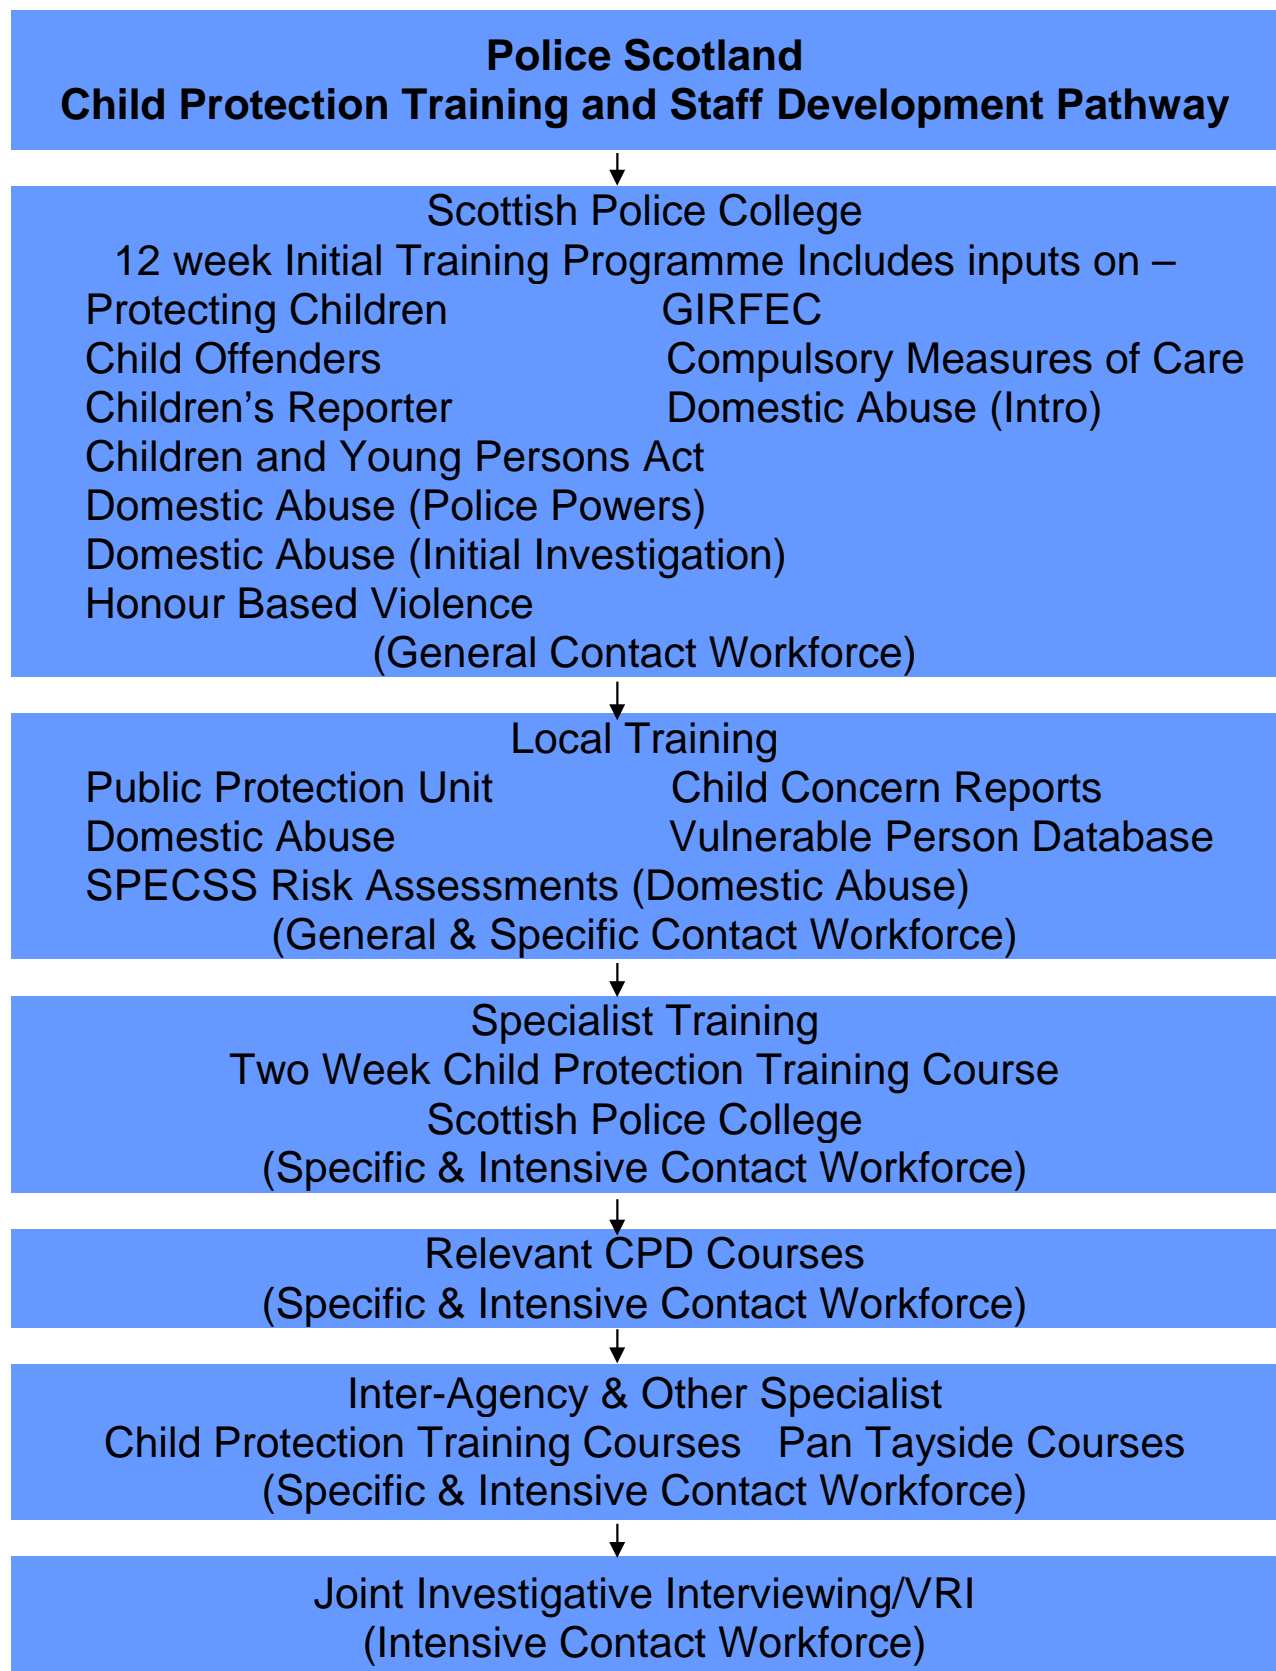 Police Scotland
Child Protection Training and Staff Development Pathway
Scottish Police College
12 week Initial Training Programme Includes inputs on –
Protecting Children GIRFEC
Child Offenders Compulsory Measures of Care
Children’s Reporter Domestic Abuse (Intro)
Children and Young Persons Act
Domestic Abuse (Police Powers)
Domestic Abuse (Initial Investigation)
Honour Based Violence
(General Contact Workforce)
Local Training
Public Protection Unit Child Concern Reports
Domestic Abuse Vulnerable Person Database
SPECSS Risk Assessments (Domestic Abuse)
(General & Specific Contact Workforce)
Specialist Training
Two Week Child Protection Training Course
Scottish Police College
(Specific & Intensive Contact Workforce)
Relevant CPD Courses
(Specific & Intensive Contact Workforce)
Inter-Agency & Other Specialist
Child Protection Training Courses Pan Tayside Courses
(Specific & Intensive Contact Workforce)
Joint Investigative Interviewing/VRI
(Intensive Contact Workforce)